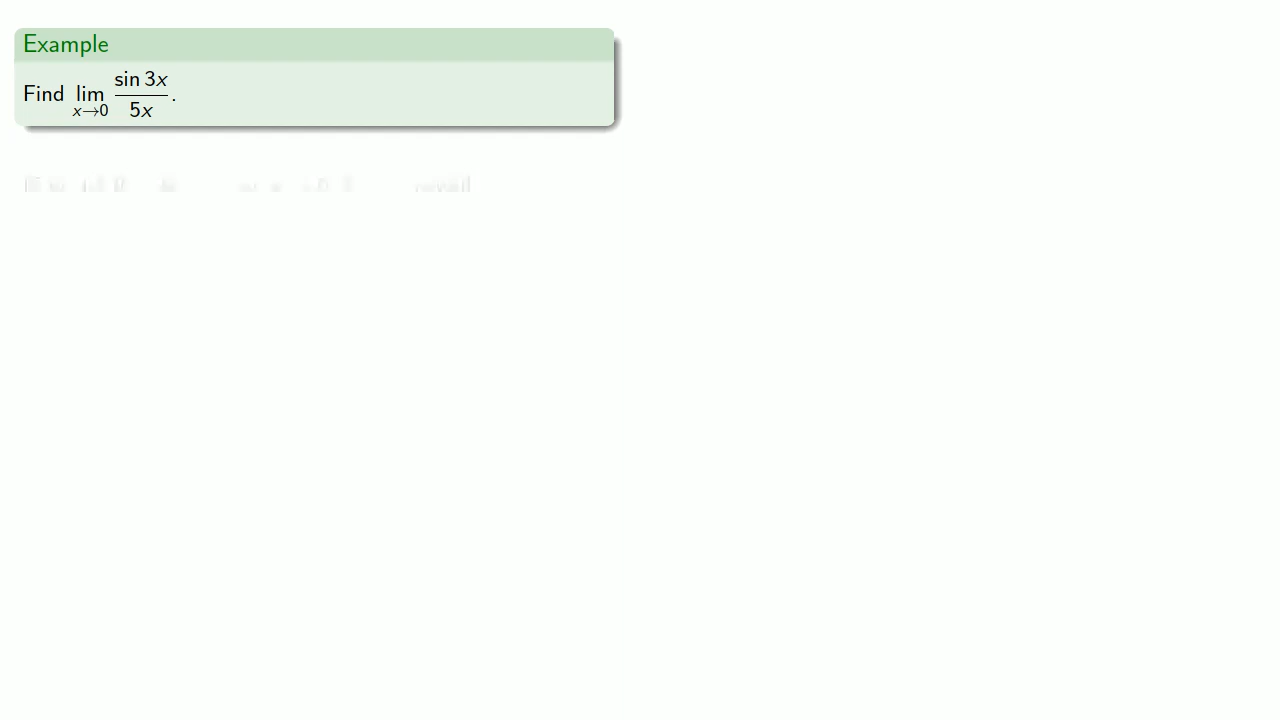 Example
Find lim x→0 sin 3x / 5x.